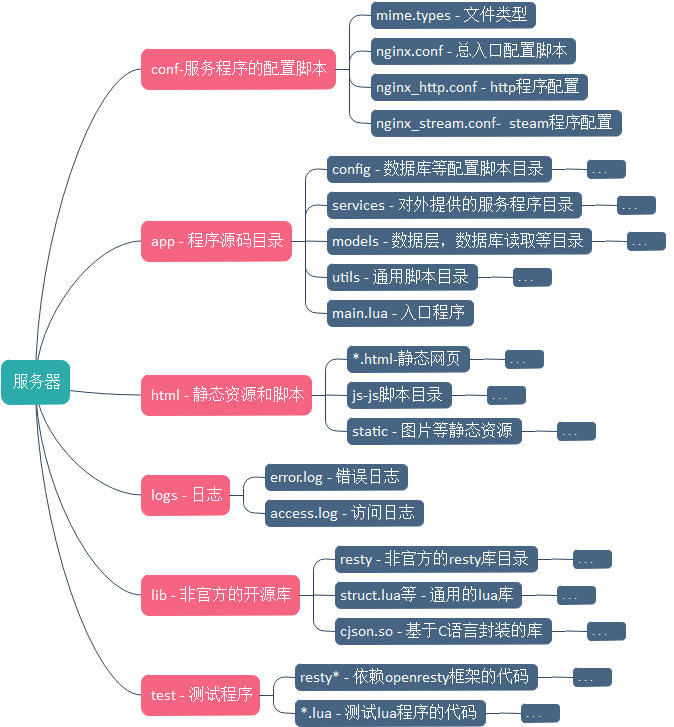 服务器
conf-服务程序的配置脚本
mime.types - 文件类型
nginx.conf - 总入口配置脚本
nginx_http.conf - http程序配置
nginx_stream.conf- steam程序配置
app - 程序源码目录
config - 数据库等配置脚本目录
...
services - 对外提供的服务程序目录
...
models - 数据层，数据库读取等目录
...
utils - 通用脚本目录
...
main.lua - 入口程序
html - 静态资源和脚本
*.html-静态网页
...
js-js脚本目录
...
static - 图片等静态资源
...
logs - 日志
error.log - 错误日志
access.log - 访问日志
lib - 非官方的开源库
resty - 非官方的resty库目录
...
struct.lua等 - 通用的lua库
...
cjson.so - 基于C语言封装的库
...
test - 测试程序
resty* - 依赖openresty框架的代码
...
*.lua - 测试lua程序的代码
...